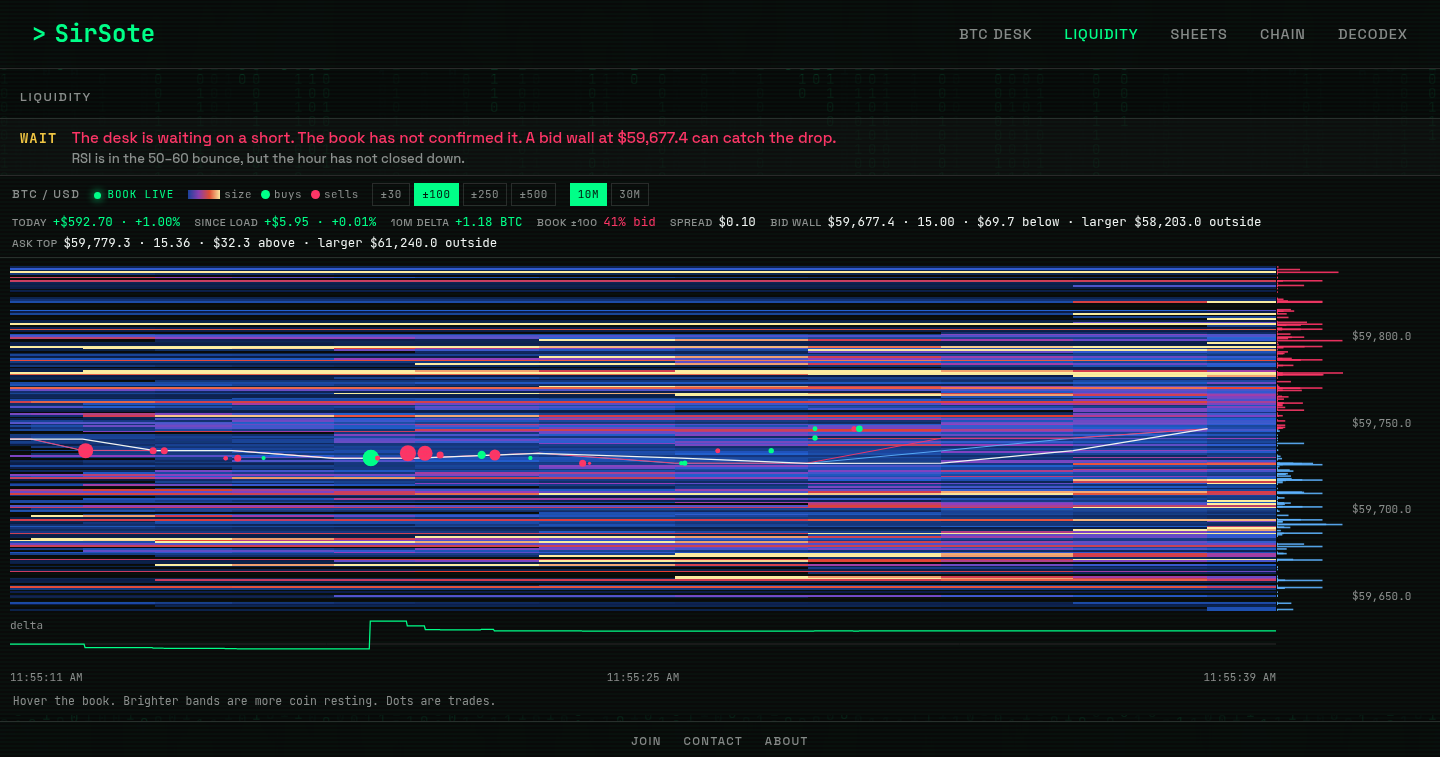 > SirSote
BTC DESK LIQUIDITY SHEETS CHAIN DECODEX
LIQUIDITY
WAIT The desk is waiting on a short. The book has not confirmed it. A bid wall at $59,677.4 can catch the drop.
RSI is in the 50–60 bounce, but the hour has not closed down.
BTC / USD BOOK LIVE size buys sells ±30 ±100 ±250 ±500 10M 30M
TODAY +$592.70 · +1.00% SINCE LOAD +$5.95 · +0.01% 10M DELTA +1.18 BTC BOOK ±100 41% bid SPREAD $0.10 BID WALL $59,677.4 · 15.00 · $69.7 below · larger $58,203.0 outside
ASK TOP $59,779.3 · 15.36 · $32.3 above · larger $61,240.0 outside
$59,800.0
$59,750.0
$59,700.0
$59,650.0
delta
11:55:11 AM 11:55:25 AM 11:55:39 AM
Hover the book. Brighter bands are more coin resting. Dots are trades.
JOIN CONTACT ABOUT